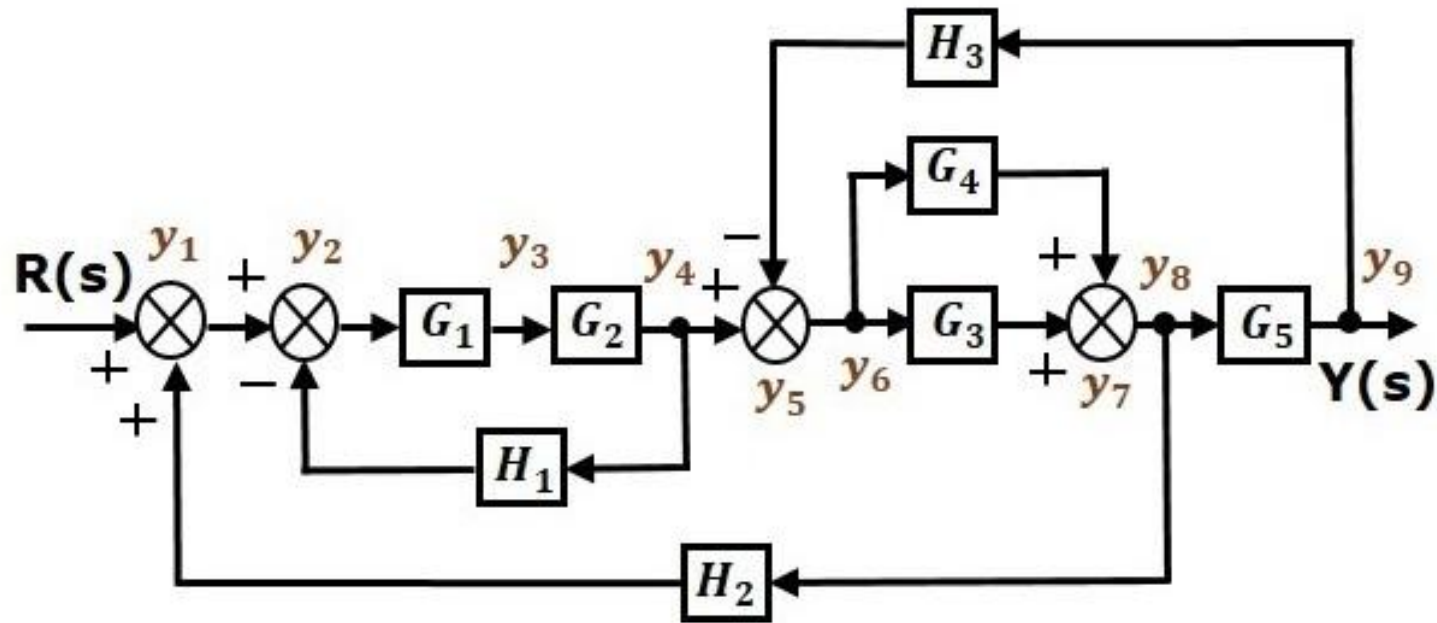 H₃
G₄
y₁ y₂ y₃ y₄ − + y₈ y₉
R(s) + +
G₁ G₂ G₃ G₅
+ − y₅ y₆ + y₇ Y(s)
+
H₁
H₂